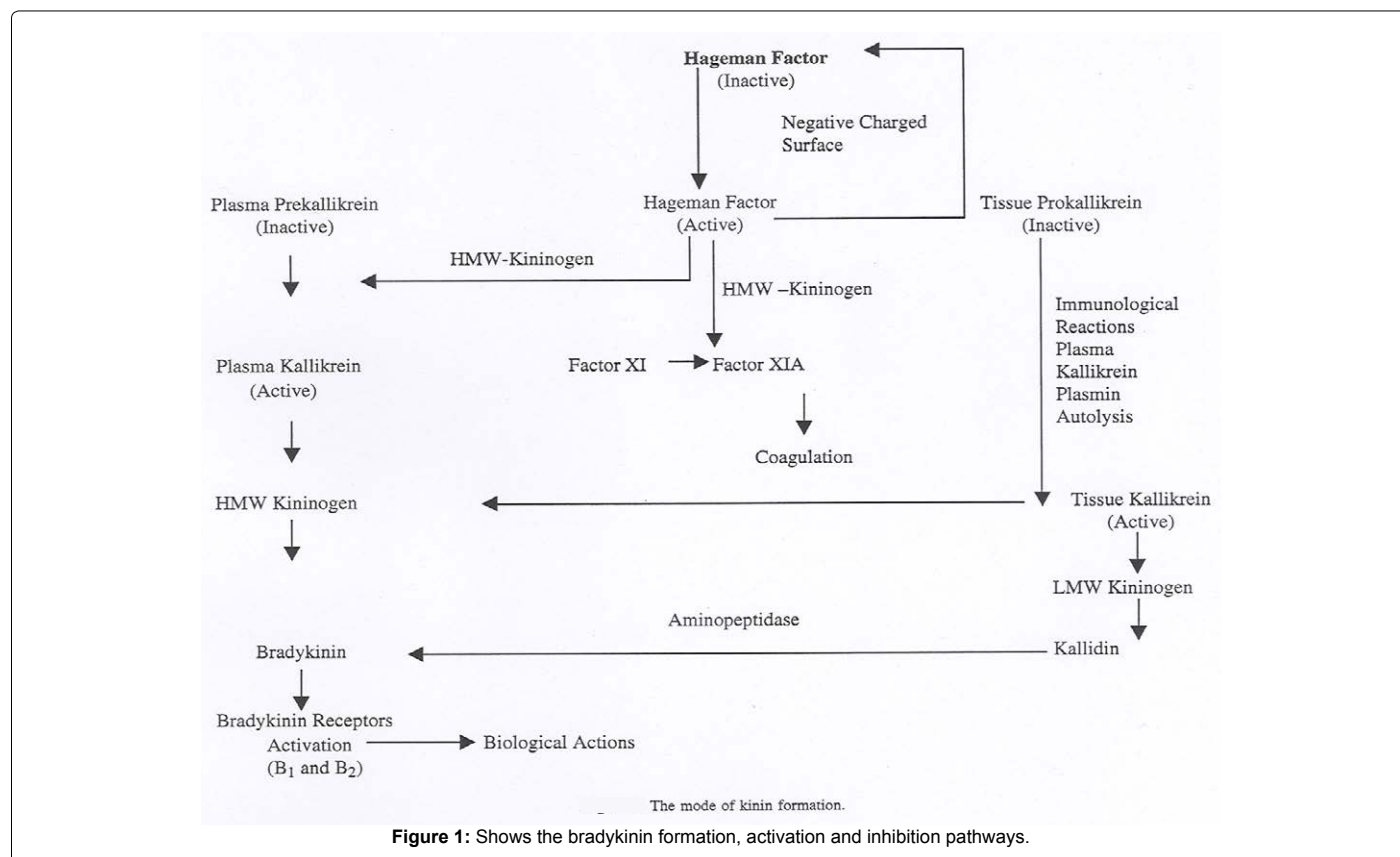 Hageman Factor
(Inactive)
Negative Charged
Surface
Plasma Prekallikrein
(Inactive)
Hageman Factor
(Active)
Tissue Prokallikrein
(Inactive)
HMW-Kininogen
HMW –Kininogen
Immunological
Reactions
Plasma
Kallikrein
Plasmin
Autolysis
Plasma Kallikrein
(Active)
Factor XI
Factor XIA
Coagulation
HMW Kininogen
Tissue Kallikrein
(Active)
LMW Kininogen
Aminopeptidase
Bradykinin
Kallidin
Bradykinin Receptors
Activation
(B₁ and B₂)
Biological Actions
The mode of kinin formation.
Figure 1: Shows the bradykinin formation, activation and inhibition pathways.